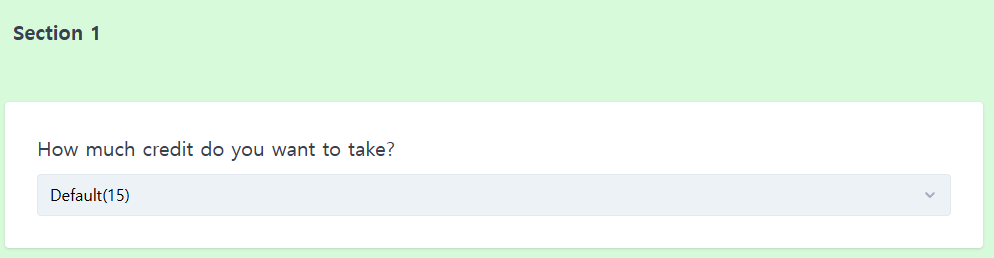 Section 1
How much credit do you want to take?
Default(15)